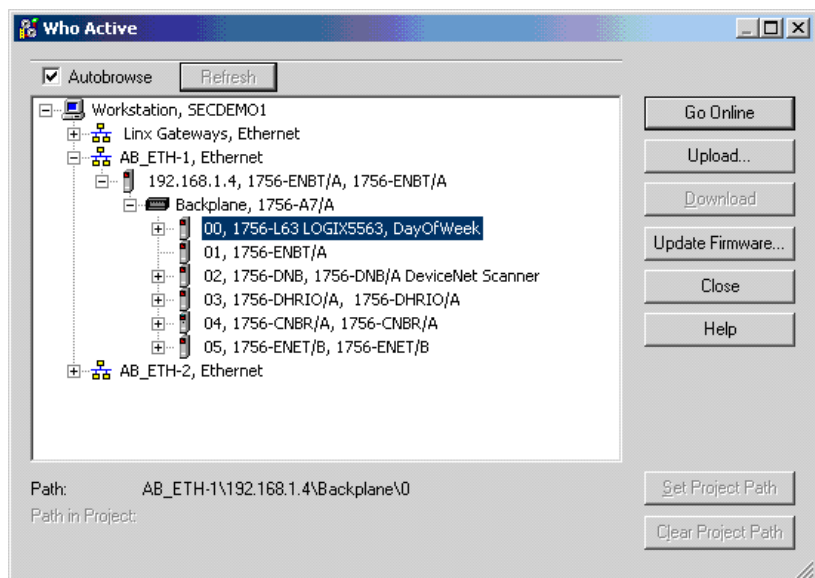 Who Active
Autobrowse
Refresh
Workstation, SECDEMO1
Linx Gateways, Ethernet
AB_ETH-1, Ethernet
192.168.1.4, 1756-ENBT/A, 1756-ENBT/A
Backplane, 1756-A7/A
00, 1756-L63 LOGIX5563, DayOfWeek
01, 1756-ENBT/A
02, 1756-DNB, 1756-DNB/A DeviceNet Scanner
03, 1756-DHRIO/A, 1756-DHRIO/A
04, 1756-CNBR/A, 1756-CNBR/A
05, 1756-ENET/B, 1756-ENET/B
AB_ETH-2, Ethernet
Go Online
Upload...
Download
Update Firmware...
Close
Help
Path: AB_ETH-1\192.168.1.4\Backplane\0
Path in Project:
Set Project Path
Clear Project Path